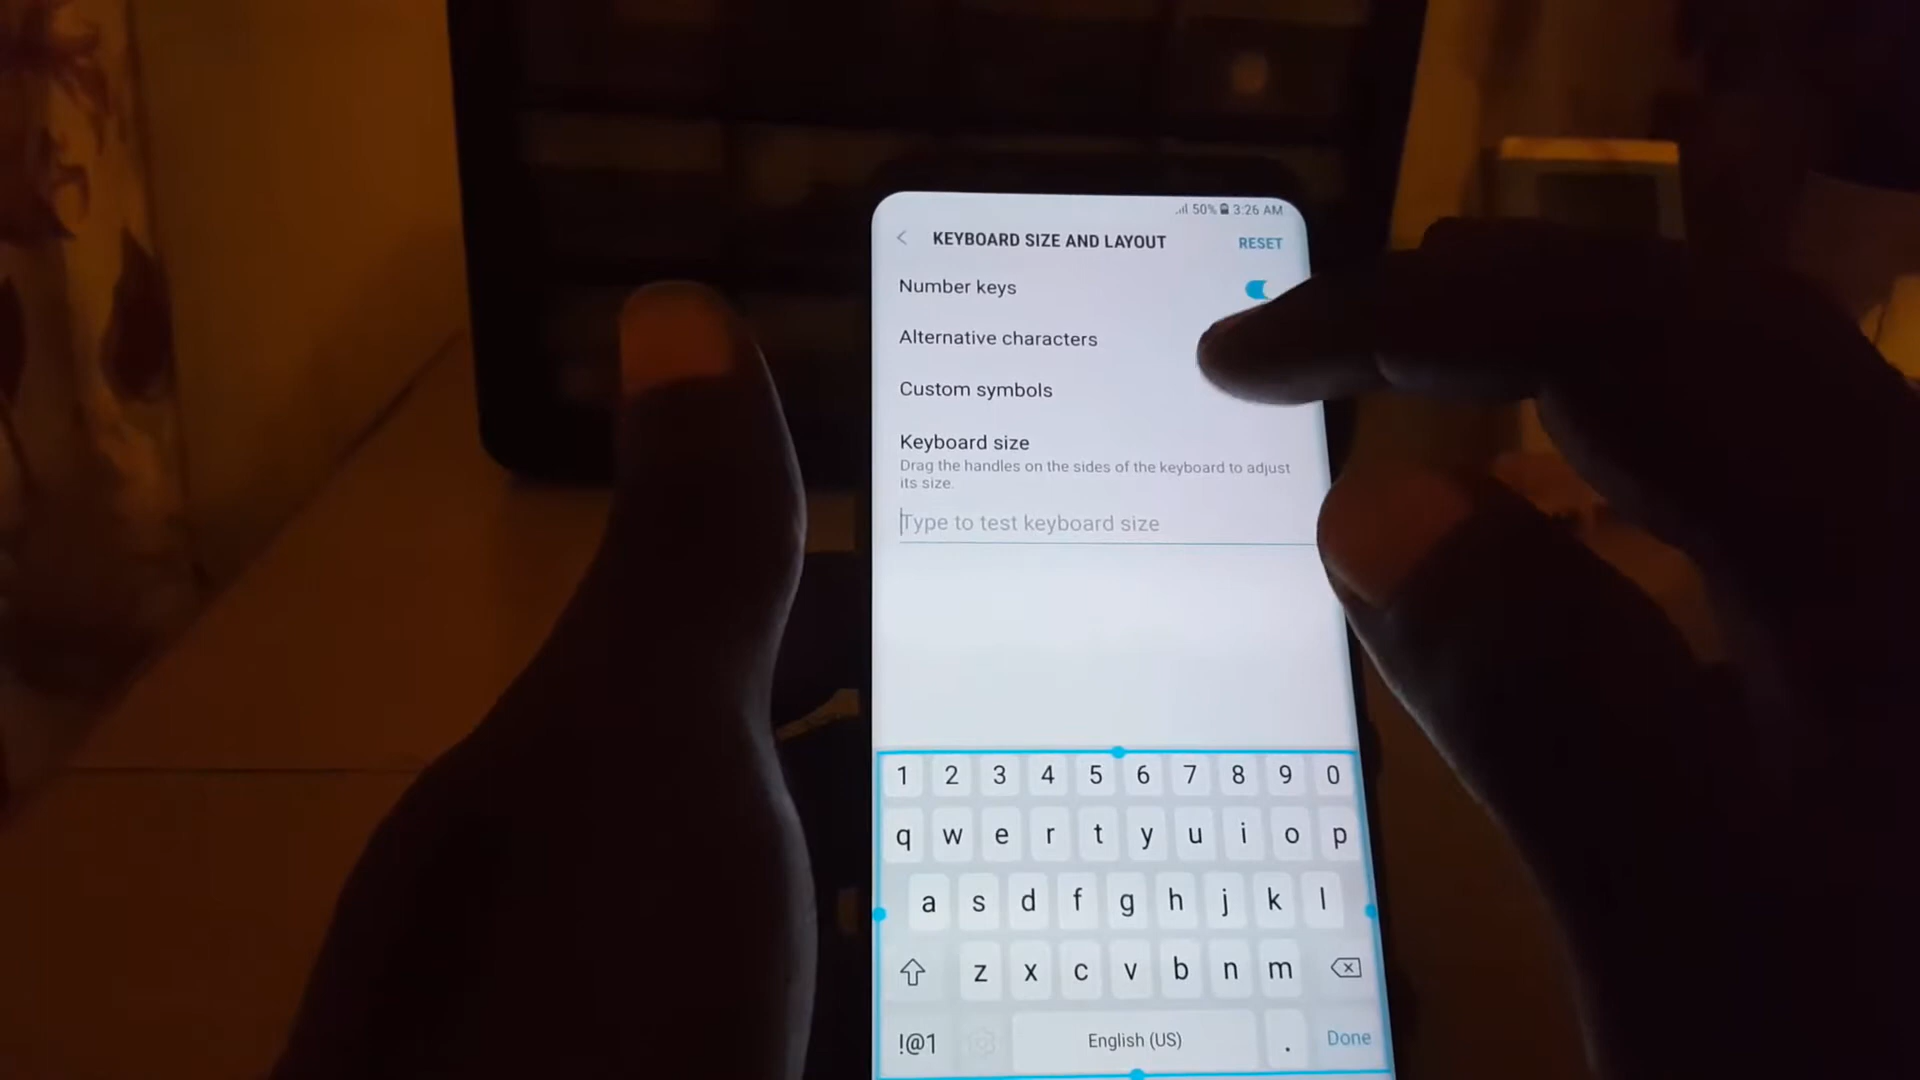 50% 3:26 AM
KEYBOARD SIZE AND LAYOUT RESET
Number keys
Alternative characters
Custom symbols
Keyboard size
Drag the handles on the sides of the keyboard to adjust
its size.
Type to test keyboard size
1 2 3 4 5 6 7 8 9 0
q w e r t y u i o p
a s d f g h j k l
z x c v b n m
!@1 English (US) . Done